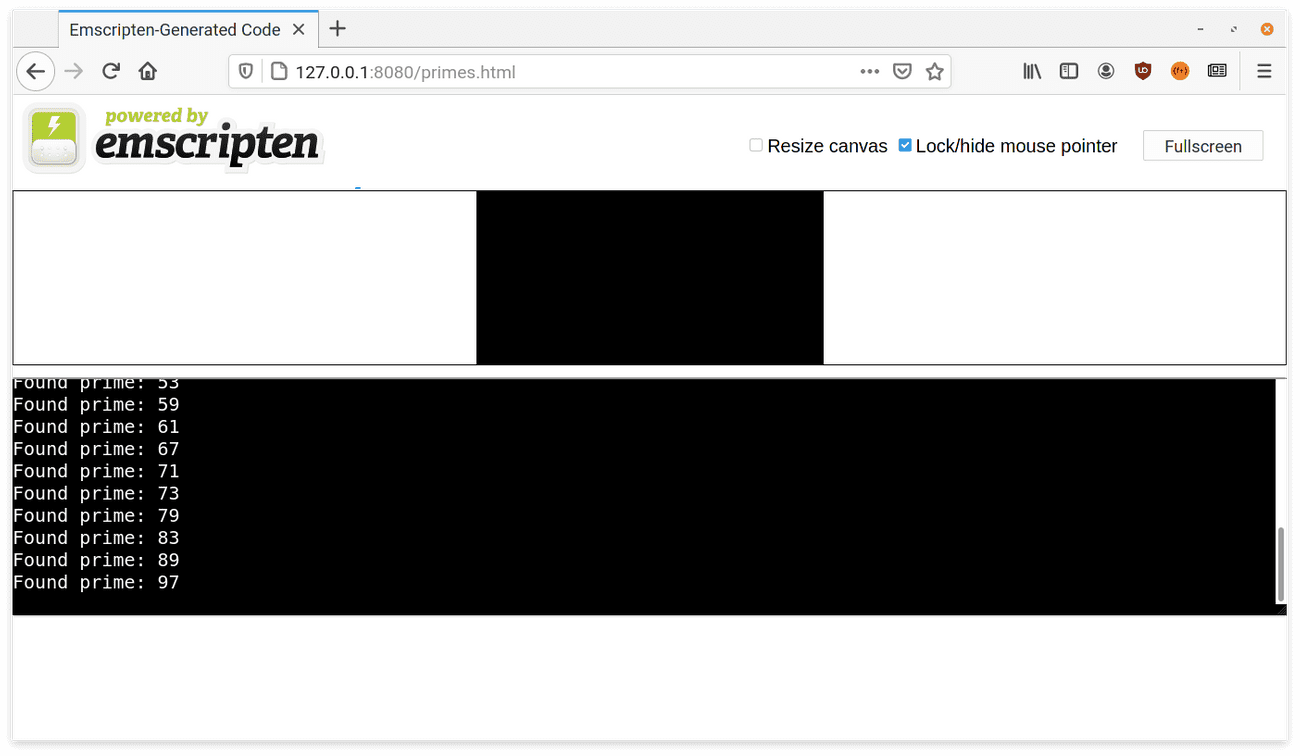 Emscripten-Generated Code
127.0.0.1:8080/primes.html
powered by
emscripten
Resize canvas Lock/hide mouse pointer Fullscreen
Found prime: 53
Found prime: 59
Found prime: 61
Found prime: 67
Found prime: 71
Found prime: 73
Found prime: 79
Found prime: 83
Found prime: 89
Found prime: 97